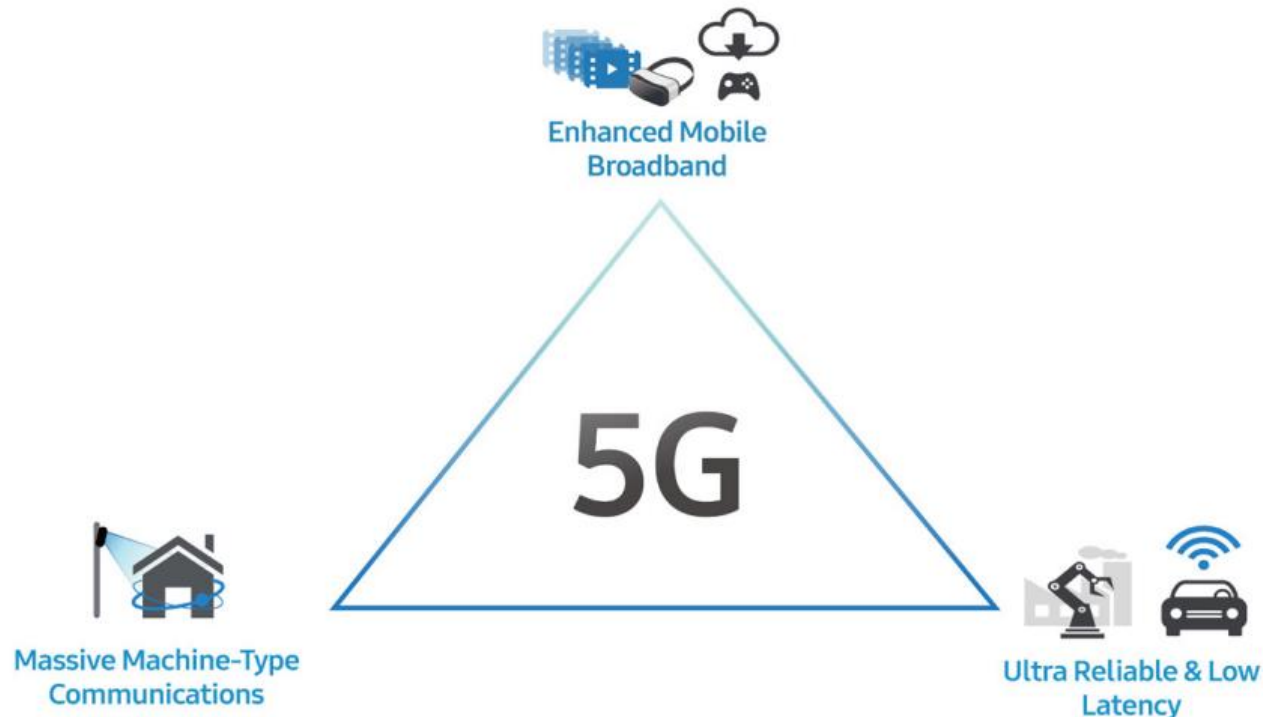 Enhanced Mobile
Broadband
5G
Massive Machine-Type
Communications
Ultra Reliable & Low
Latency